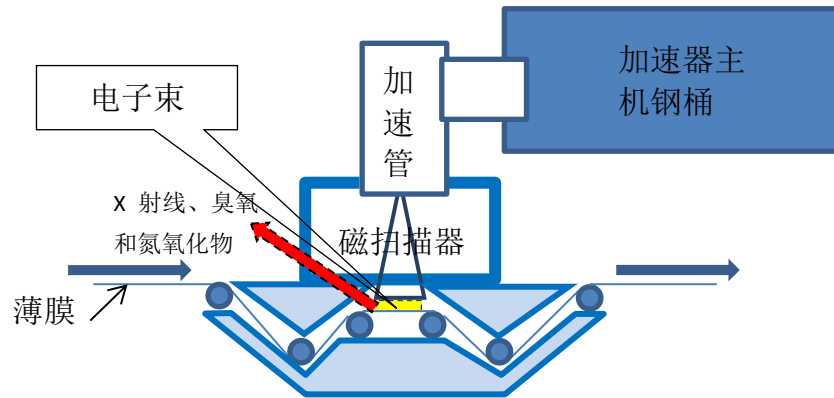 加速器主
机钢桶
加
速
管
电子束
X 射线、臭氧
和氮氧化物
磁扫描器
薄膜